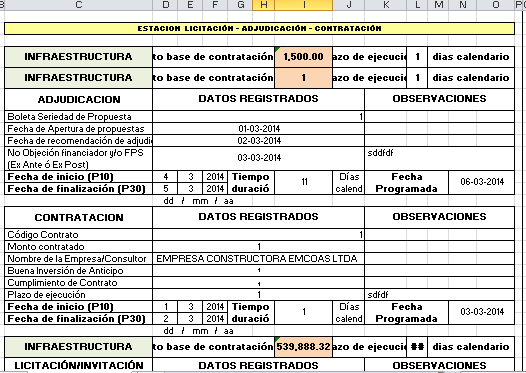 B C D E F G H I J K L M N O P
ESTACION LICITACIÓN - ADJUDICACIÓN - CONTRATACIÓN
INFRAESTRUCTURA to base de contratación 1,500.00 azo de ejecució 1 dias calendario
INFRAESTRUCTURA to base de contratación 1 azo de ejecució 1 dias calendario
ADJUDICACION DATOS REGISTRADOS OBSERVACIONES
Boleta Seriedad de Propuesta 1
Fecha de Apertura de propuestas 01-03-2014
Fecha de recomendación de adjudi 02-03-2014
No Objeción financiador y/o FPS
(Ex Ante ó Ex Post) 03-03-2014 sddfdf
Fecha de inicio (P10) 4 3 2014 Tiempo 11 Días Fecha 06-03-2014
Fecha de finalización (P30) 5 3 2014 duració calend Programada
dd / mm / aa
CONTRATACION DATOS REGISTRADOS OBSERVACIONES
Código Contrato 1
Monto contratado 1
Nombre de la Empresa/Consultor EMPRESA CONSTRUCTORA EMCOAS LTDA
Buena Inversión de Anticipo 1
Cumplimiento de Contrato 1
Plazo de ejecución 1 sdfdf
Fecha de inicio (P10) 1 3 2014 Tiempo 1 Días Fecha 03-03-2014
Fecha de finalización (P30) 2 3 2014 duració calend Programada
dd / mm / aa
INFRAESTRUCTURA to base de contratación 539,888.32 azo de ejecució ## dias calendario
LICITACIÓN/INVITACIÓN DATOS REGISTRADOS OBSERVACIONES